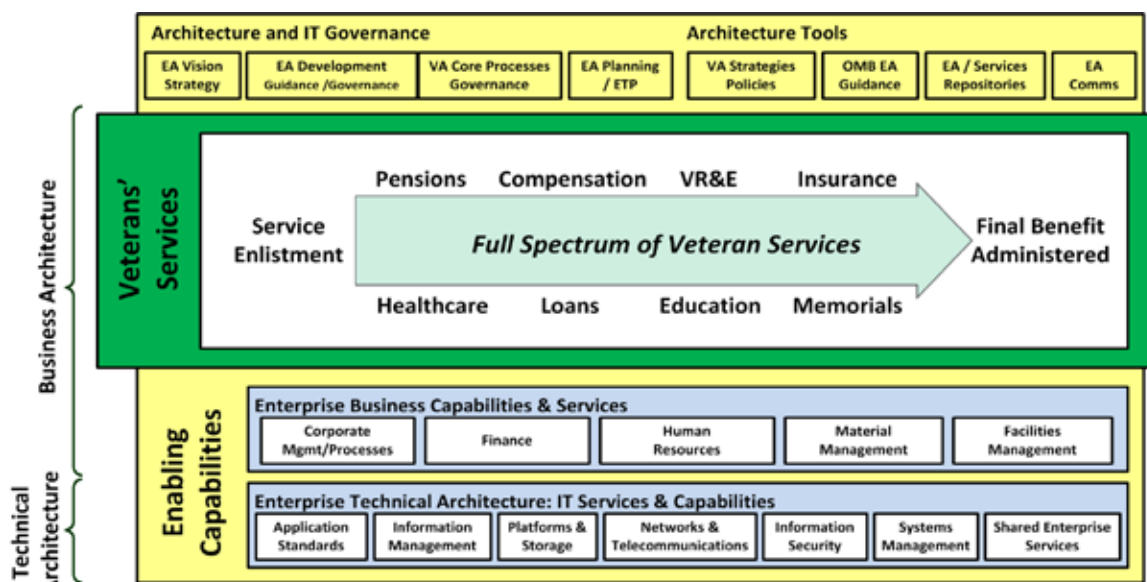 Architecture and IT Governance
Architecture Tools
EA Vision
Strategy
EA Development
Guidance /Governance
VA Core Processes
Governance
EA Planning
/ ETP
VA Strategies
Policies
OMB EA
Guidance
EA / Services
Repositories
EA
Comms
Business Architecture
Veterans'
Services
Pensions
Compensation
VR&E
Insurance
Service
Enlistment
Full Spectrum of Veteran Services
Final Benefit
Administered
Healthcare
Loans
Education
Memorials
Enabling
Capabilities
Enterprise Business Capabilities & Services
Corporate
Mgmt/Processes
Finance
Human
Resources
Material
Management
Facilities
Management
Technical
Architecture
Enterprise Technical Architecture: IT Services & Capabilities
Application
Standards
Information
Management
Platforms &
Storage
Networks &
Telecommunications
Information
Security
Systems
Management
Shared Enterprise
Services